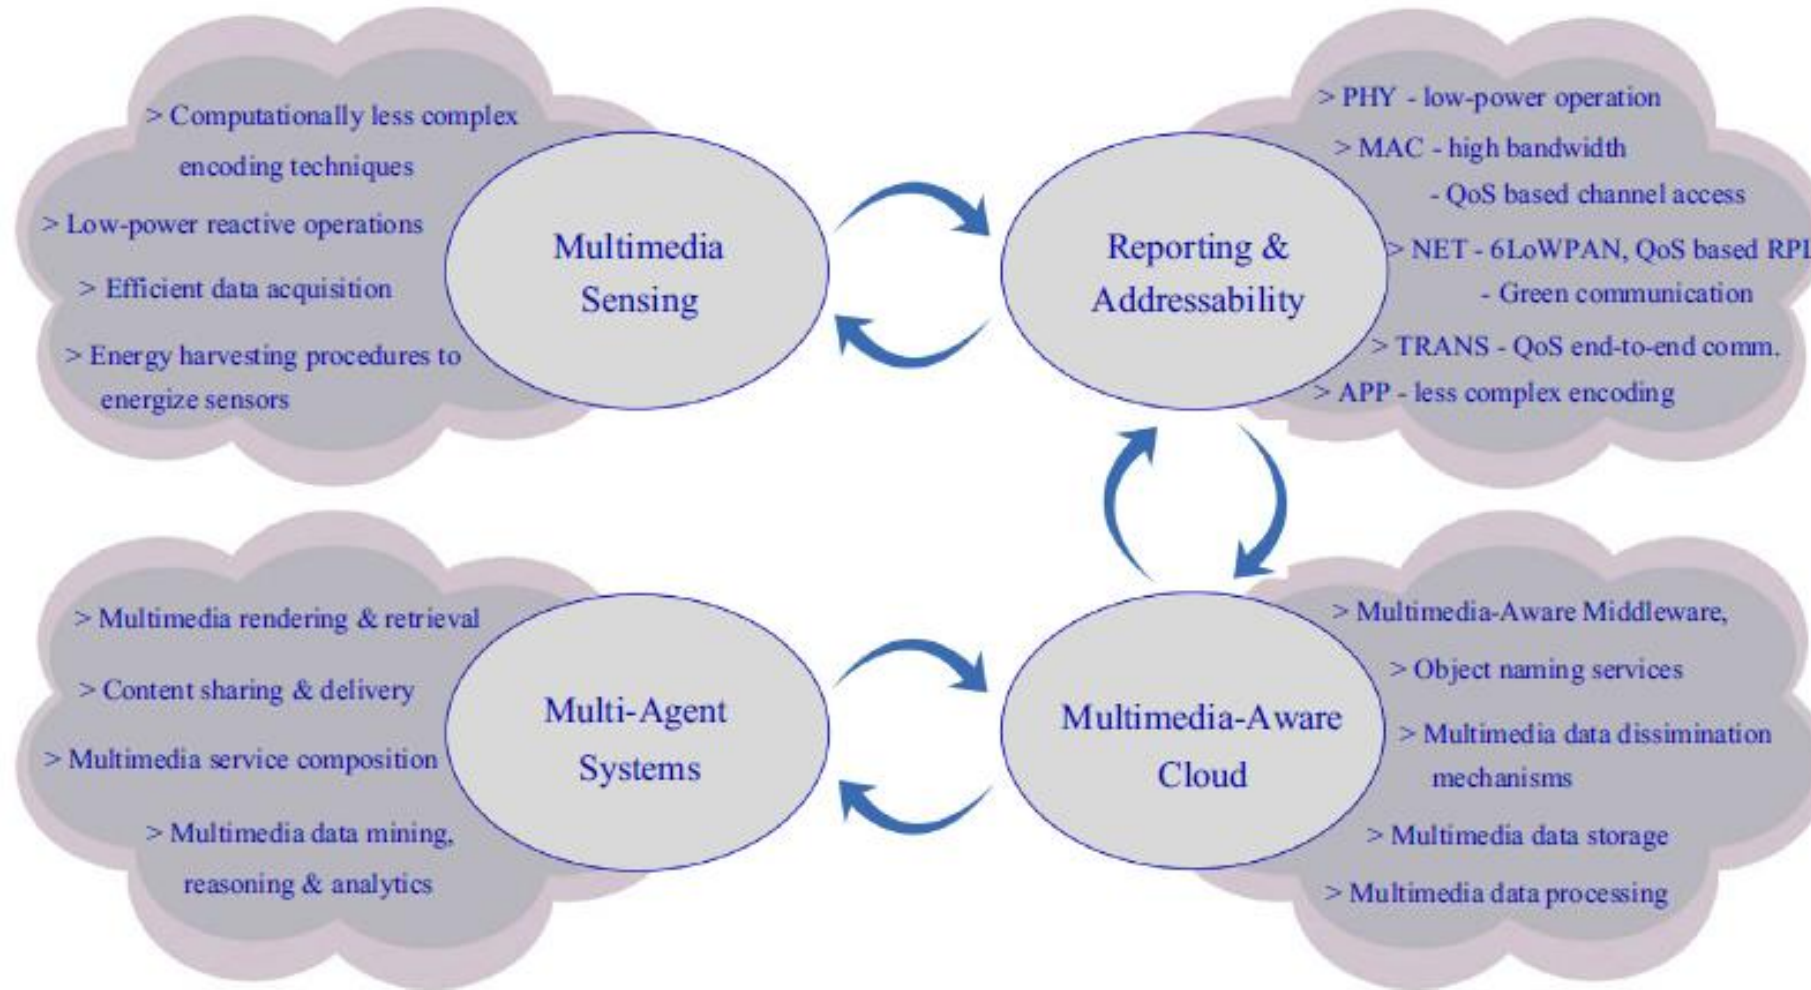 > Computationally less complex
encoding techniques
> Low-power reactive operations
> Efficient data acquisition
> Energy harvesting procedures to
energize sensors
Multimedia
Sensing
Reporting &
Addressability
> PHY - low-power operation
> MAC - high bandwidth
- QoS based channel access
> NET - 6LoWPAN, QoS based RPL
- Green communication
> TRANS - QoS end-to-end comm.
> APP - less complex encoding
> Multimedia rendering & retrieval
> Content sharing & delivery
> Multimedia service composition
> Multimedia data mining,
reasoning & analytics
Multi-Agent
Systems
Multimedia-Aware
Cloud
> Multimedia-Aware Middleware,
> Object naming services
> Multimedia data dissimination
mechanisms
> Multimedia data storage
> Multimedia data processing